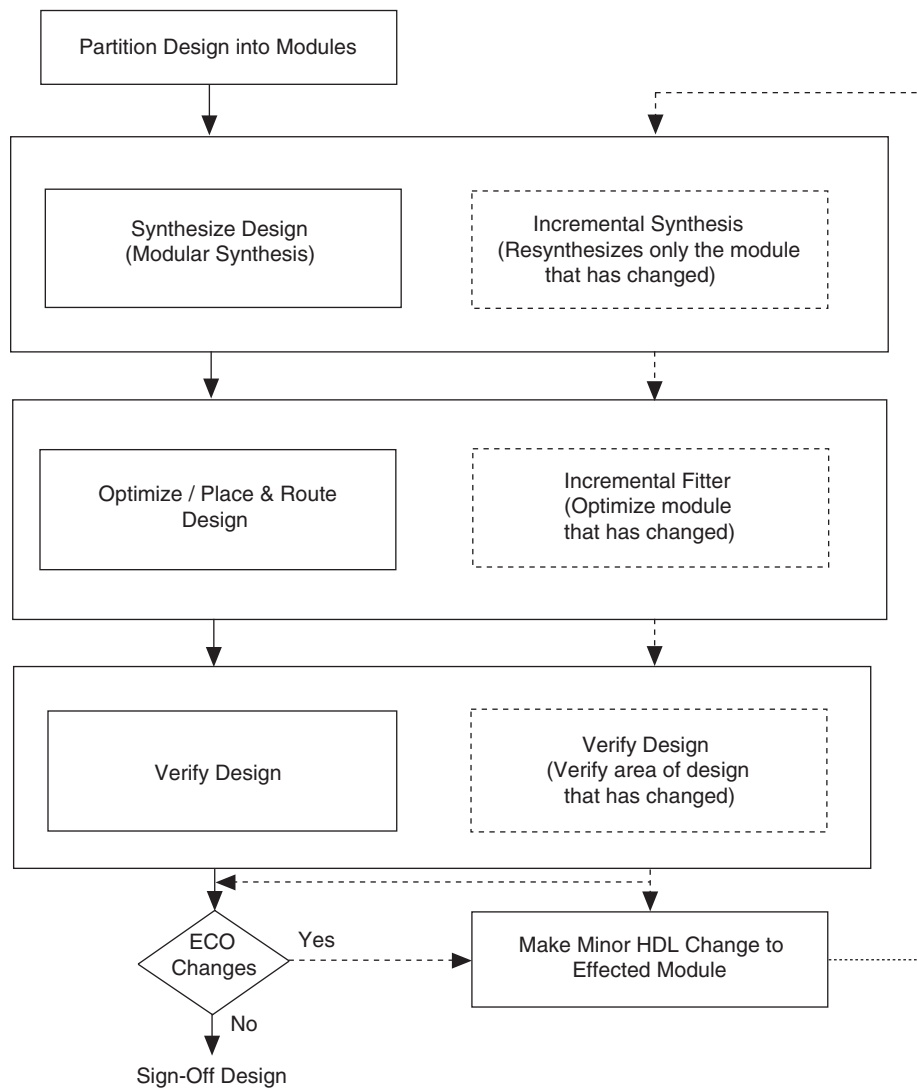 Partition Design into Modules
Synthesize Design
(Modular Synthesis)
Incremental Synthesis
(Resynthesizes only the module
that has changed)
Optimize / Place & Route
Design
Incremental Fitter
(Optimize module
that has changed)
Verify Design
Verify Design
(Verify area of design
that has changed)
ECO
Changes
Yes
Make Minor HDL Change to
Effected Module
No
Sign-Off Design